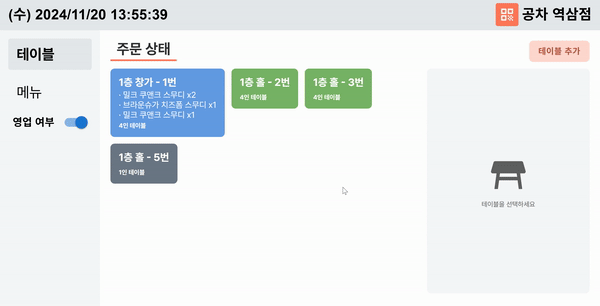 (수) 2024/11/20 13:55:39
공차 역삼점
테이블
메뉴
영업 여부
주문 상태
테이블 추가
1층 창가 - 1번
· 밀크 쿠앤크 스무디 x2
· 브라운슈가 치즈폼 스무디 x1
· 밀크 쿠앤크 스무디 x1
4인 테이블
1층 홀 - 2번
4인 테이블
1층 홀 - 3번
4인 테이블
1층 홀 - 5번
1인 테이블
테이블을 선택하세요